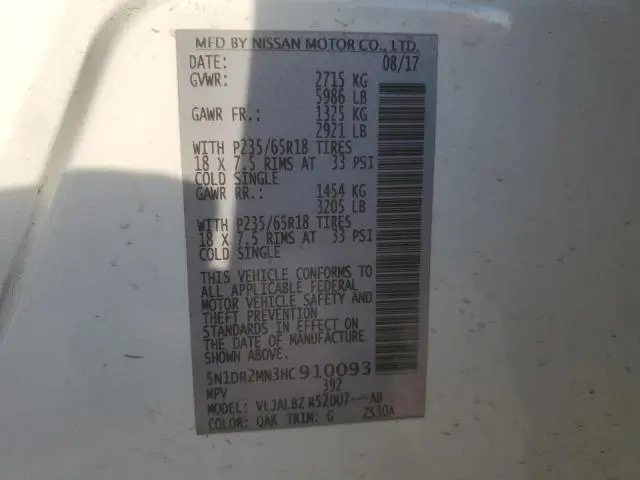 MFD BY NISSAN MOTOR CO., LTD.
DATE: 08/17
GVWR: 2715 KG
5986 LB
GAWR FR.: 1325 KG
2921 LB
WITH P235/65R18 TIRES
18 X 7.5 RIMS AT 33 PSI
COLD SINGLE
GAWR RR.: 1454 KG
3205 LB
WITH P235/65R18 TIRES
18 X 7.5 RIMS AT 33 PSI
COLD SINGLE
THIS VEHICLE CONFORMS TO
ALL APPLICABLE FEDERAL
MOTOR VEHICLE SAFETY AND
THEFT PREVENTION
STANDARDS IN EFFECT ON
THE DATE OF MANUFACTURE
SHOWN ABOVE.
5N1DR2MN3HC910093
MPV 392
MODEL:
COLOR: QAK TRIM: G 2S30A